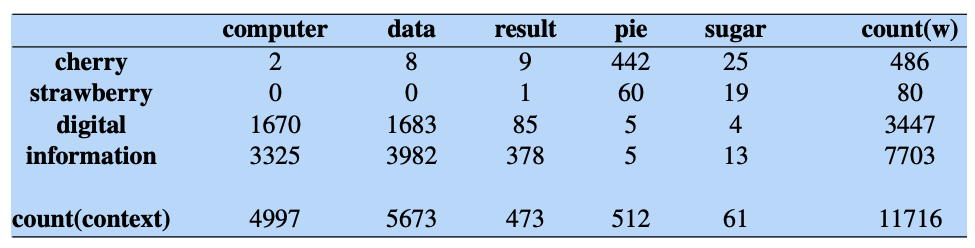 computer data result pie sugar count(w)
cherry 2 8 9 442 25 486
strawberry 0 0 1 60 19 80
digital 1670 1683 85 5 4 3447
information 3325 3982 378 5 13 7703
count(context) 4997 5673 473 512 61 11716